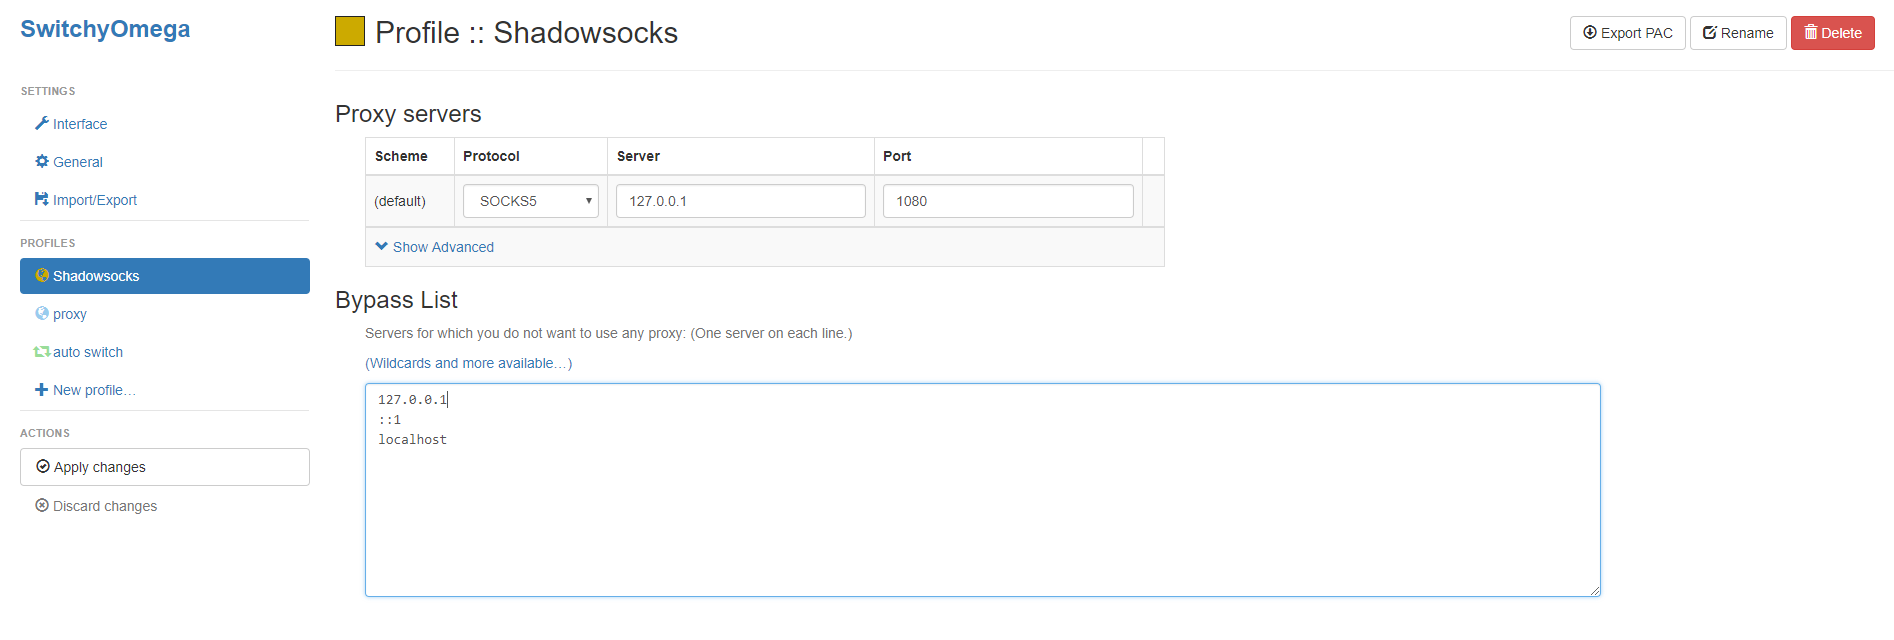 SwitchyOmega
SETTINGS
Interface
General
Import/Export
PROFILES
Shadowsocks
proxy
auto switch
New profile…
ACTIONS
Apply changes
Discard changes
Profile :: Shadowsocks
Export PAC
Rename
Delete
Proxy servers
Scheme Protocol Server Port
(default) SOCKS5 127.0.0.1 1080
Show Advanced
Bypass List
Servers for which you do not want to use any proxy: (One server on each line.)
(Wildcards and more available…)
127.0.0.1
::1
localhost